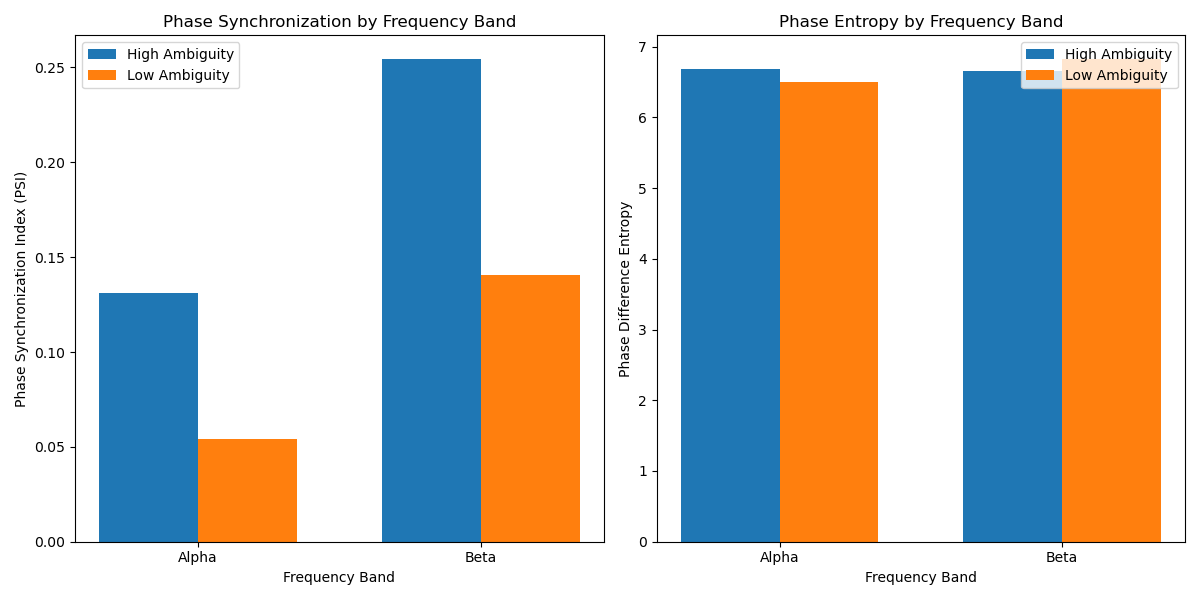 Phase Synchronization by Frequency Band
High Ambiguity
Low Ambiguity
Phase Synchronization Index (PSI)
0.25
0.20
0.15
0.10
0.05
0.00
Alpha
Beta
Frequency Band
Phase Entropy by Frequency Band
High Ambiguity
Low Ambiguity
Phase Difference Entropy
7
6
5
4
3
2
1
0
Alpha
Beta
Frequency Band